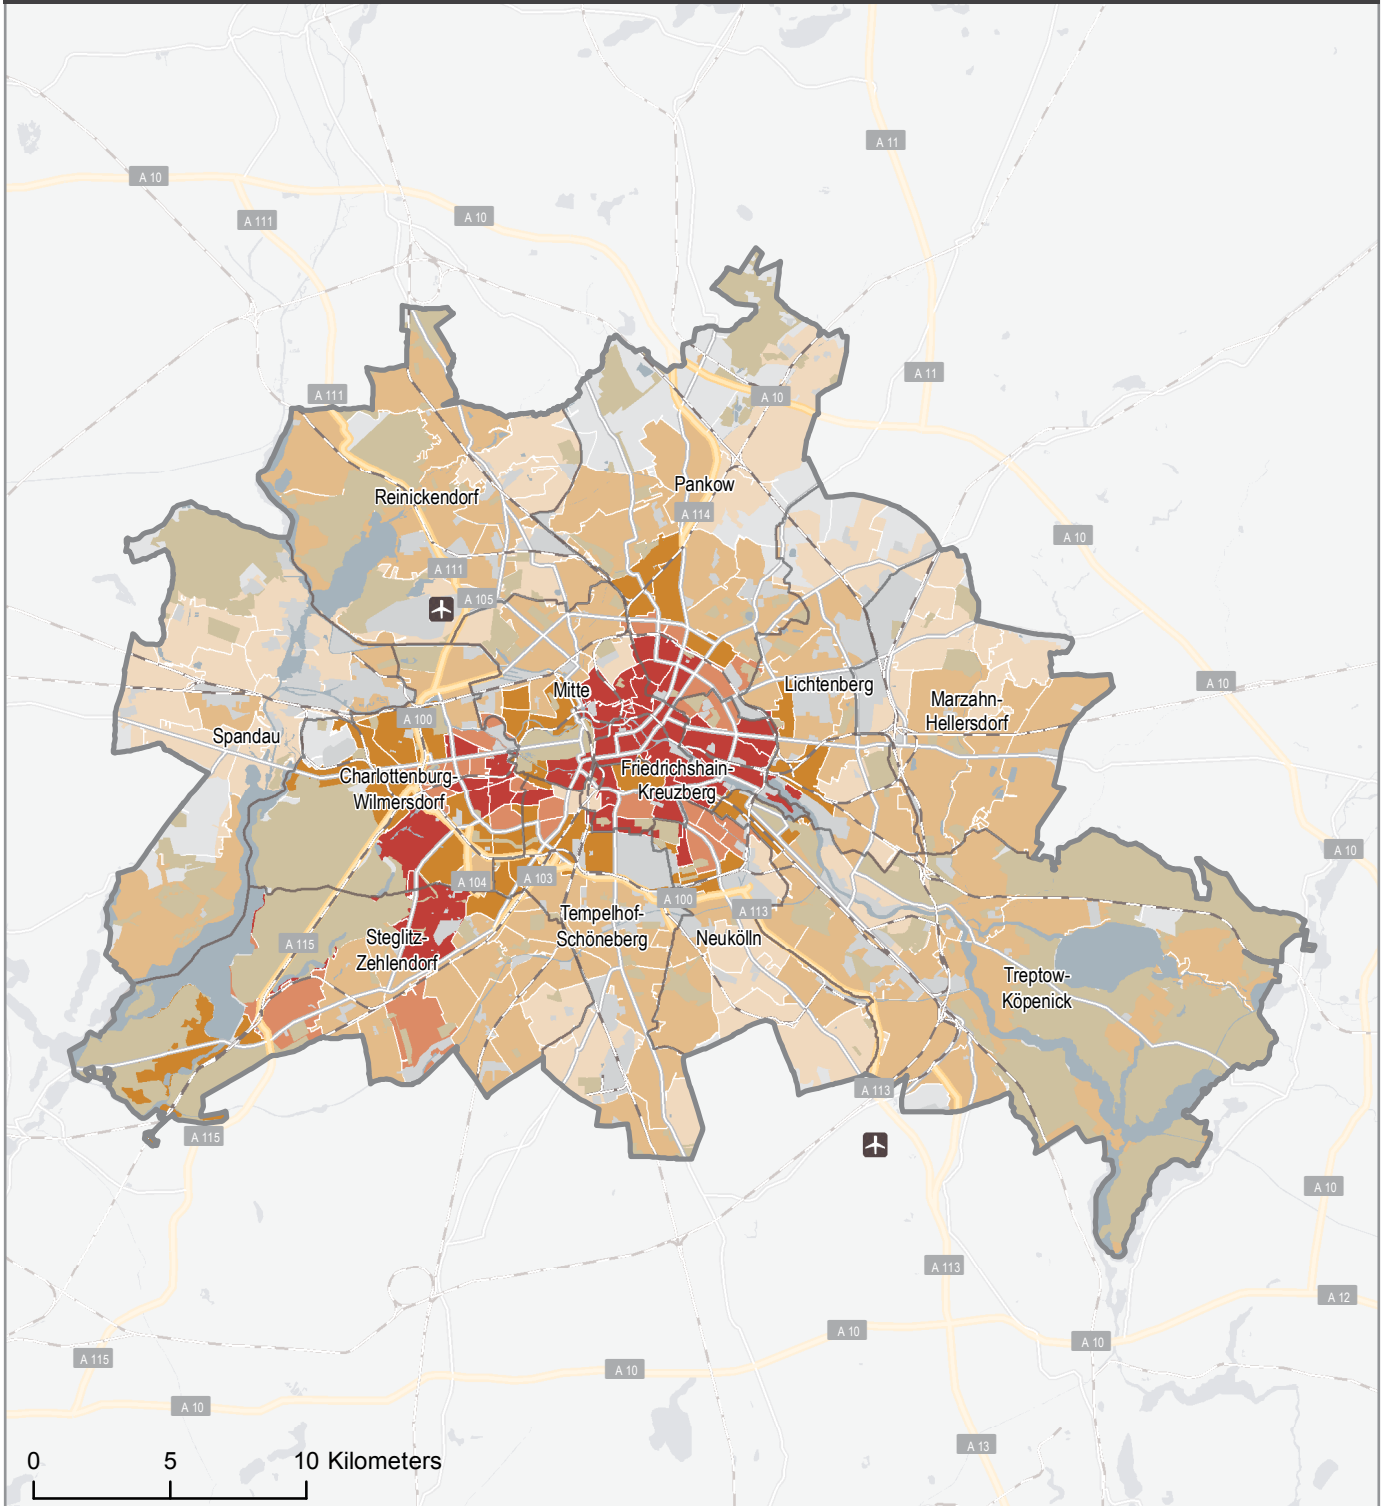 A 11
A 10
A 111
A 10
A 11
A 111
A 10
Reinickendorf
Pankow
A 114
A 10
A 111
A 105
Mitte
Lichtenberg
A 10
Marzahn-
Hellersdorf
A 100
Spandau
Friedrichshain-
Kreuzberg
Charlottenburg-
Wilmersdorf
A 10
A 104
A 103
A 100
A 113
Tempelhof-
Schöneberg
Neukölln
Steglitz-
Zehlendorf
A 115
Treptow-
Köpenick
A 113
A 115
A 10
A 113
A 12
A 10
A 10
A 115
A 10
A 10
A 13
0 5 10 Kilometers